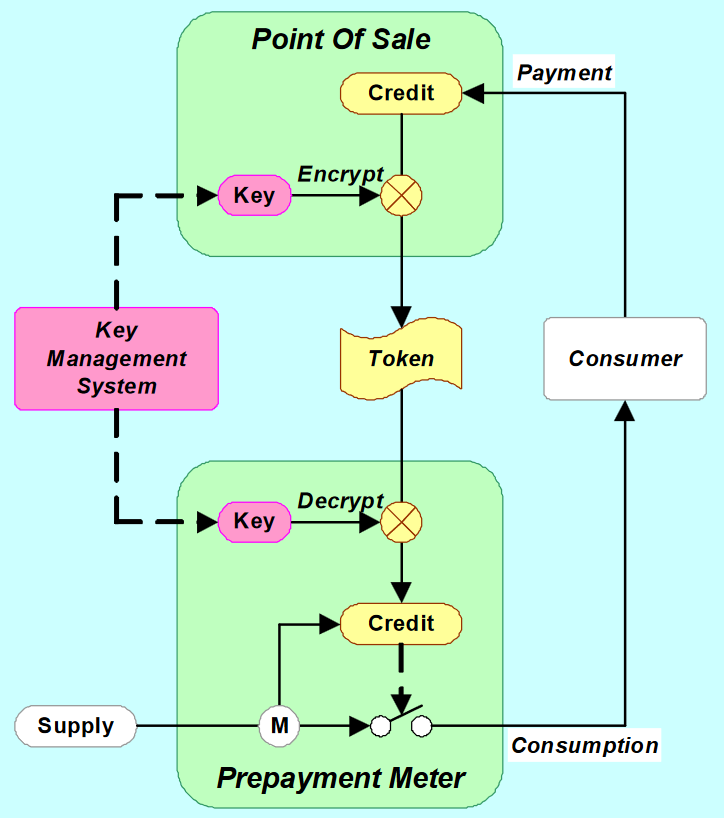 Point Of Sale
Payment
Credit
Encrypt
Key
Key
Management
System
Token
Consumer
Decrypt
Key
Credit
Supply
M
Consumption
Prepayment Meter